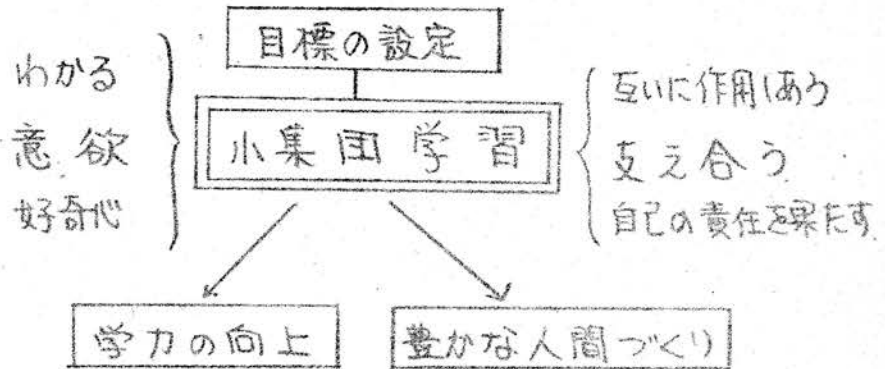 目標の設定
わかる
意欲
好奇心
小集団学習
互いに作用しあう
支え合う
自己の責任を果たす
学力の向上
豊かな人間づくり